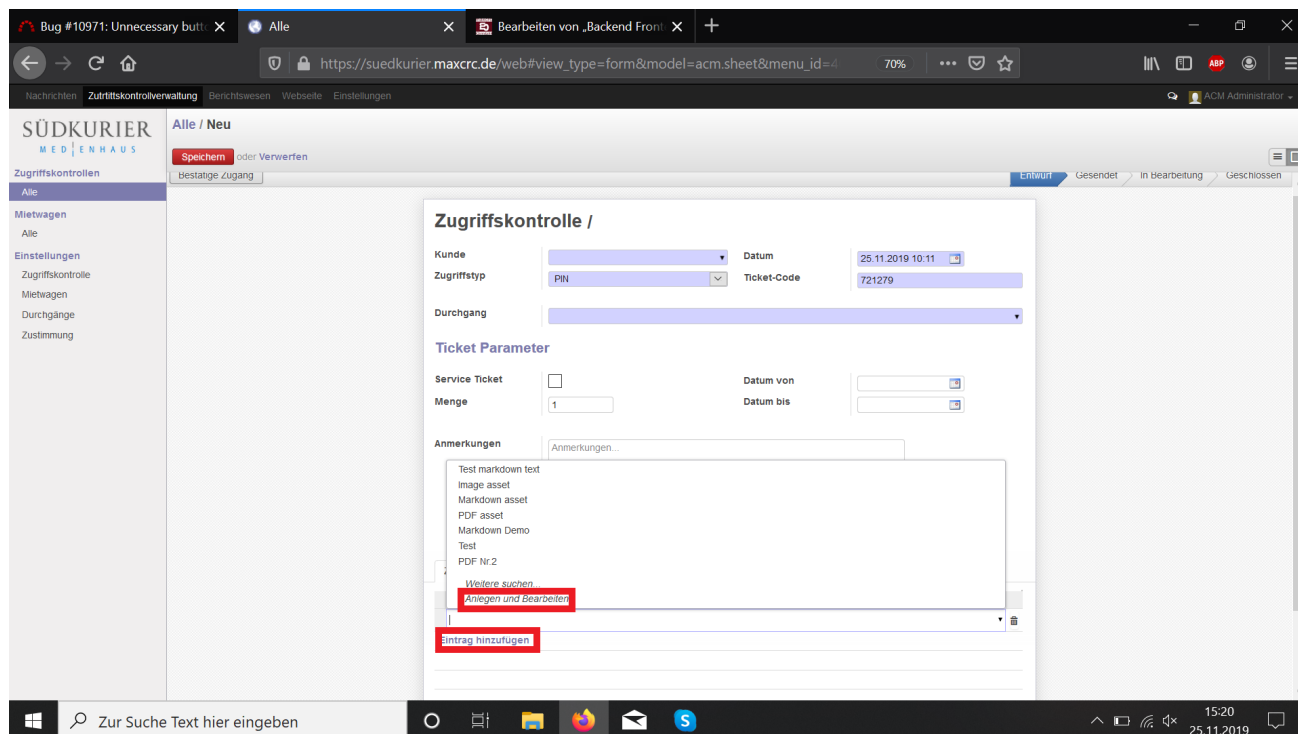 Bug #10971: Unnecessary butto
Alle
Bearbeiten von „Backend Front
https://suedkurier.maxcrc.de/web#view_type=form&model=acm.sheet&menu_id=4
70%
ABP
Nachrichten Zutrtittskontrollverwaltung Berichtswesen Webseite Einstellungen
ACM Administrator
SÜDKURIER
MEDIENHAUS
Alle / Neu
Speichern oder Verwerfen
Bestätige Zugang
Entwurf Gesendet In Bearbeitung Geschlossen
Zugriffskontrollen
Alle
Mietwagen
Alle
Einstellungen
Zugriffskontrolle
Mietwagen
Durchgänge
Zustimmung
Zugriffskontrolle /
Kunde
Datum 25.11.2019 10:11
Zugriffstyp PIN
Ticket-Code 721279
Durchgang
Ticket Parameter
Service Ticket
Datum von
Menge 1
Datum bis
Anmerkungen Anmerkungen...
Test markdown text
Image asset
Markdown asset
PDF asset
Markdown Demo
Test
PDF Nr.2
Weitere suchen...
Anlegen und Bearbeiten
Eintrag hinzufügen
Zur Suche Text hier eingeben
15:20
25.11.2019